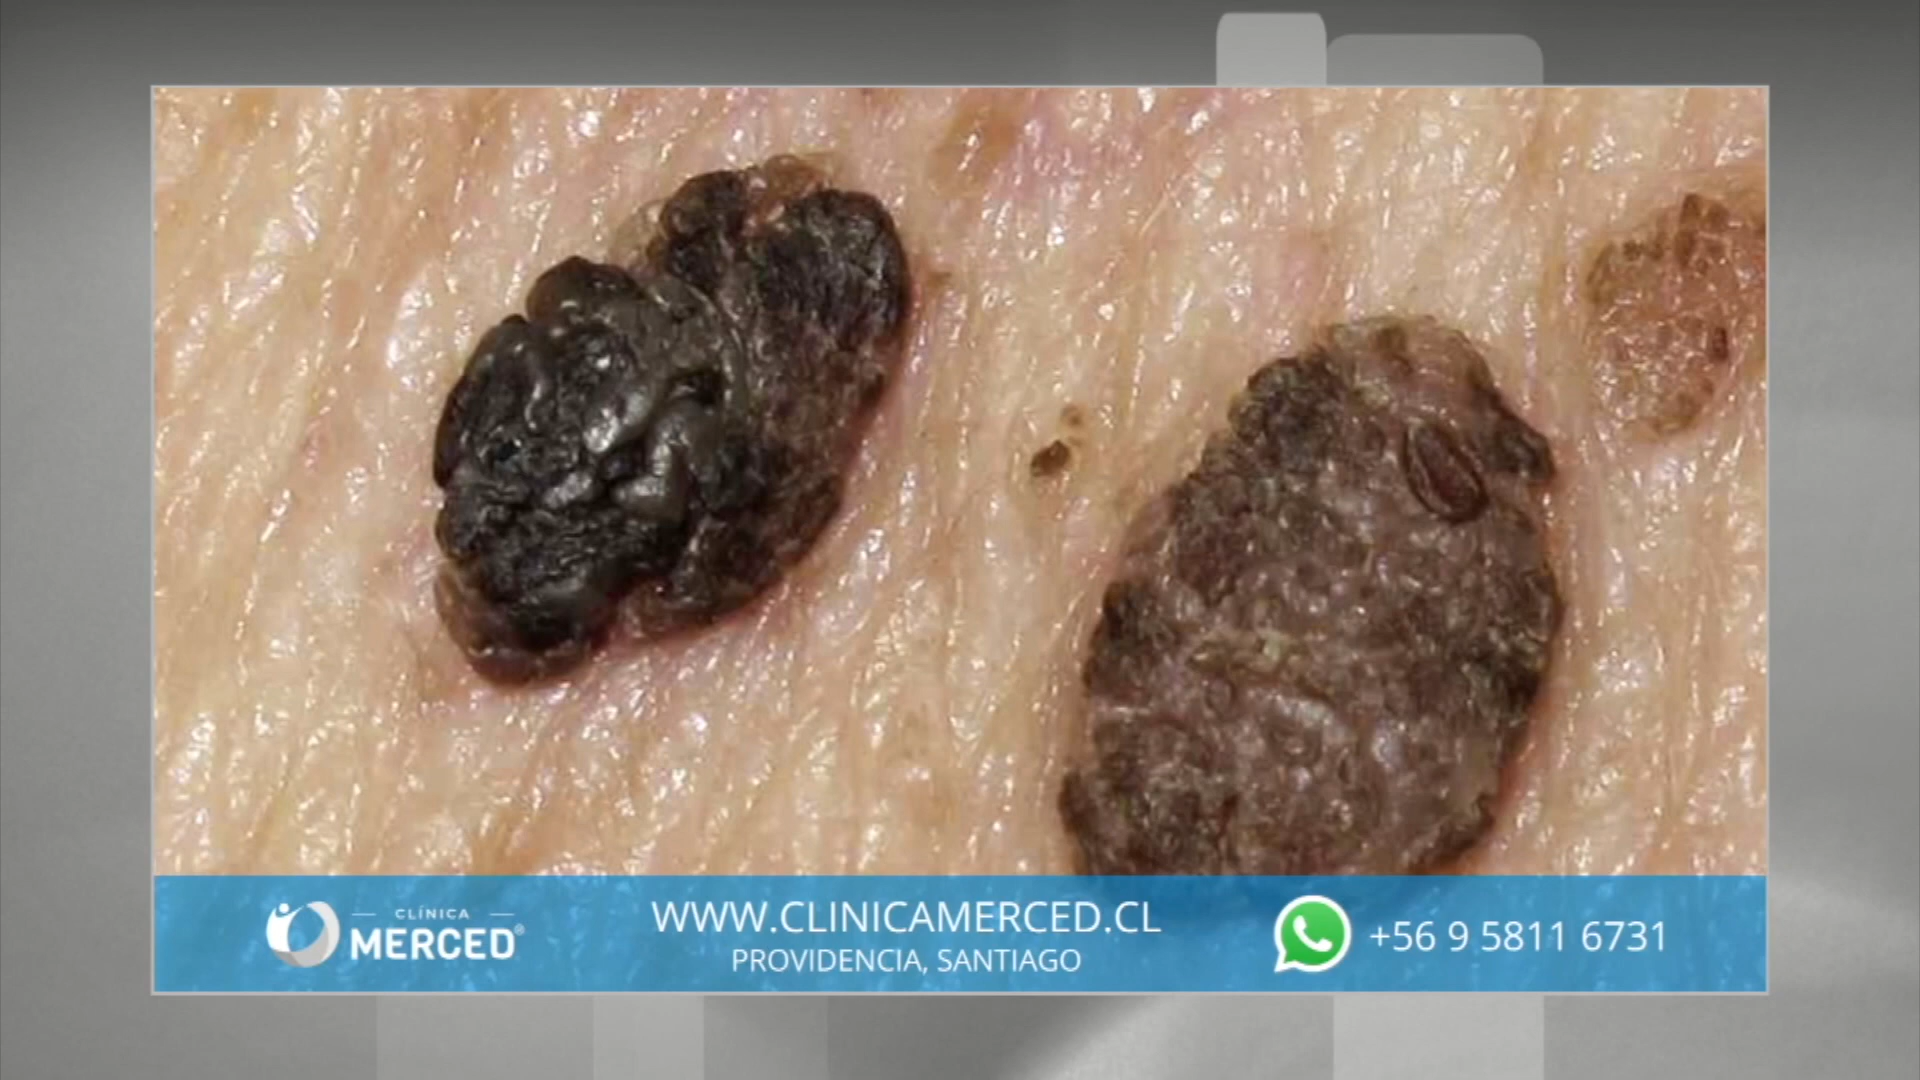 CLÍNICA
MERCED®
WWW.CLINICAMERCED.CL
PROVIDENCIA, SANTIAGO
+56 9 5811 6731